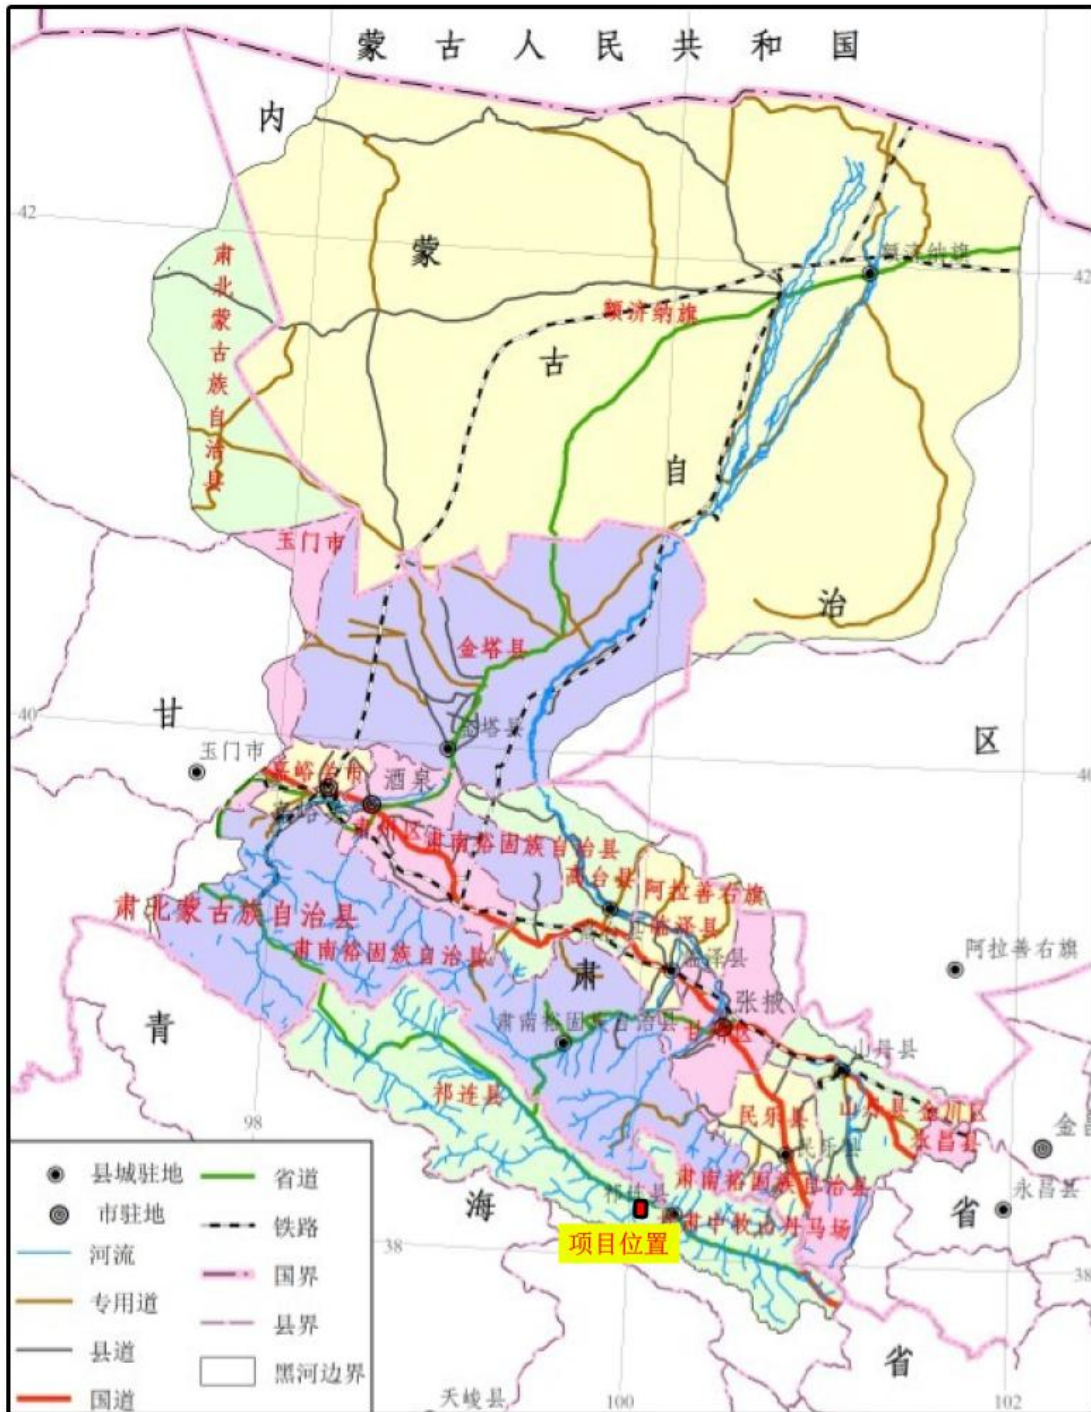 蒙古人民共和国
内
蒙
额济纳旗
42
肃北蒙古族自治县
42
额济纳旗
古
自
玉门市
治
金塔县
甘
40
金塔县
区
玉门市
40
嘉峪关市
酒泉
肃州区
肃南裕固族自治县
高台县
阿拉善右旗
肃北蒙古族自治县
临泽县
肃南裕固族自治县
肃
临泽县
阿拉善右旗
张掖
青
肃南裕固族自治县
甘州区
山丹县
祁连县
民乐县
山丹县
金川区
98
永昌县
民乐县
肃南裕固族自治县
永昌县
海
祁连县
省
中牧山丹马场
项目位置
38
38
省
天峻县
100
102
县城驻地
省道
市驻地
铁路
河流
国界
专用道
县界
县道
黑河边界
国道